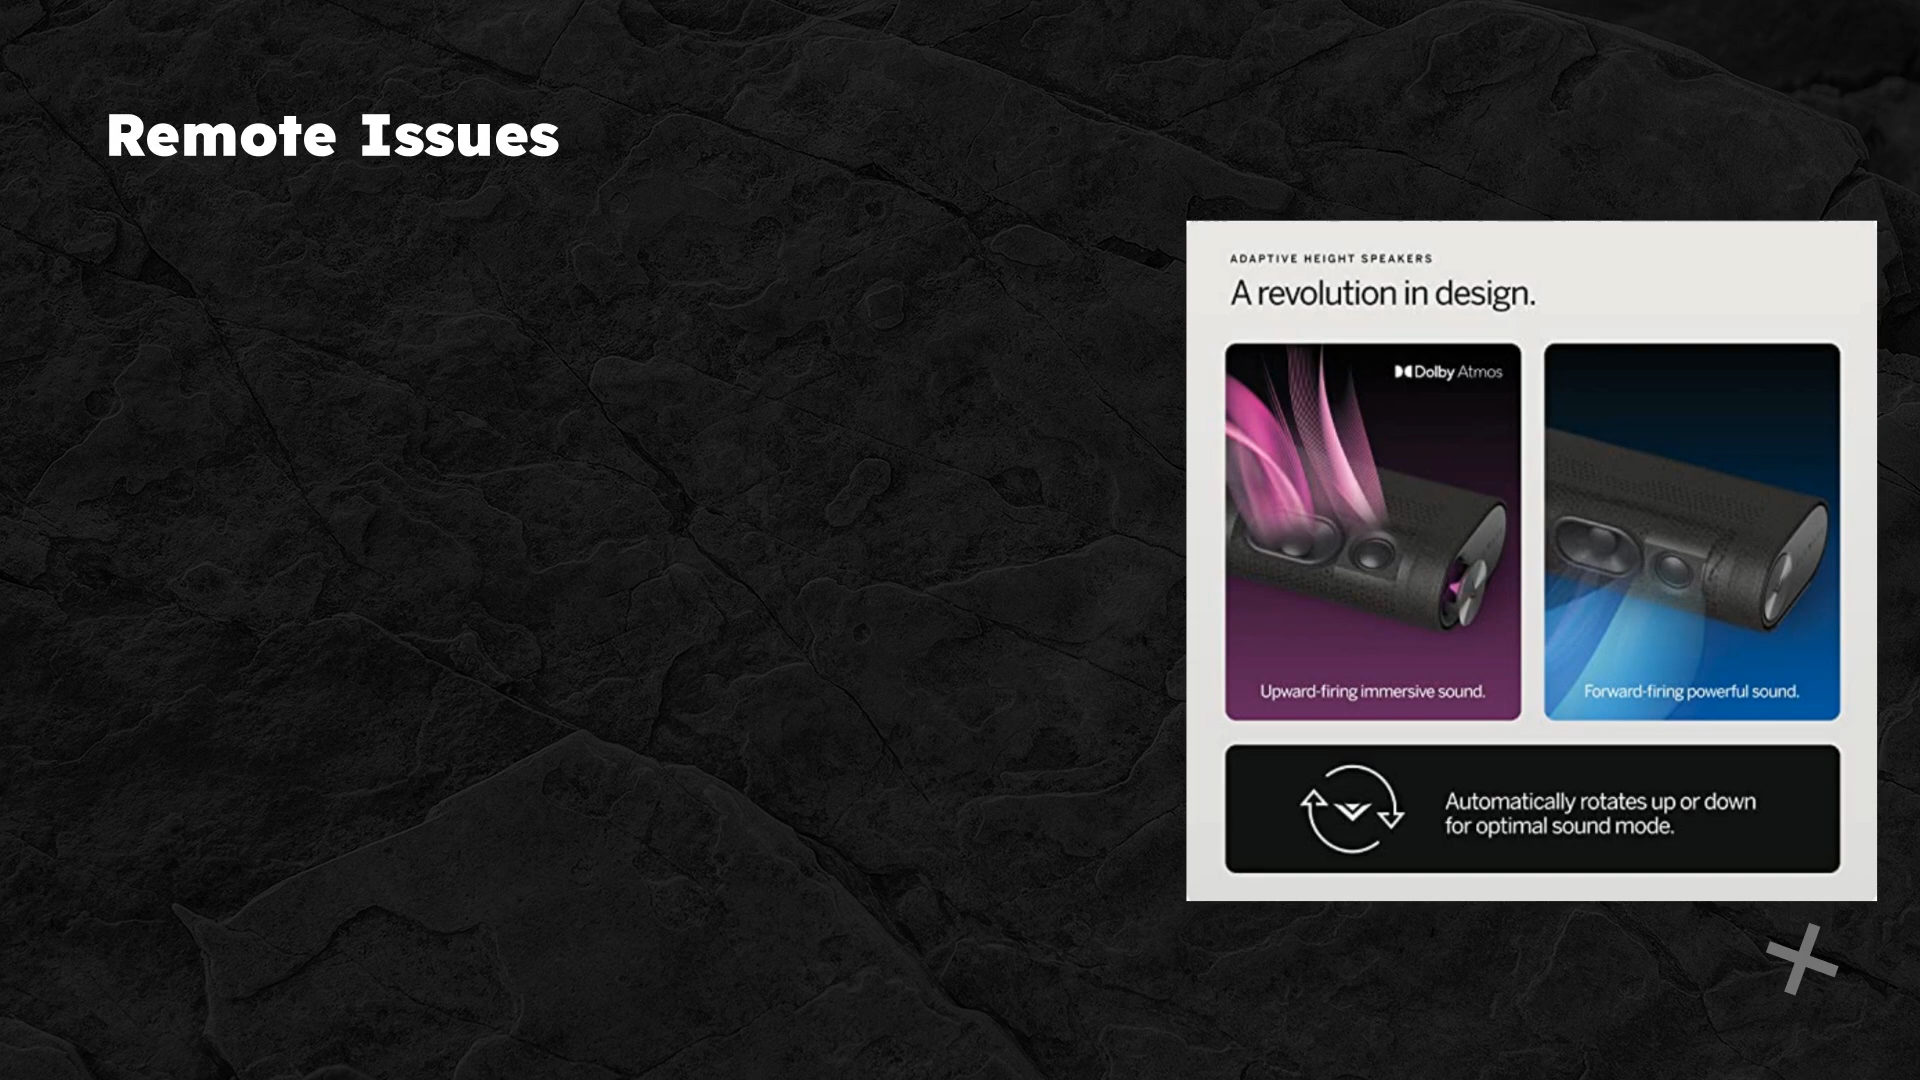 Remote Issues
ADAPTIVE HEIGHT SPEAKERS
A revolution in design.
Dolby Atmos
Upward-firing immersive sound.
Forward-firing powerful sound.
Automatically rotates up or down
for optimal sound mode.